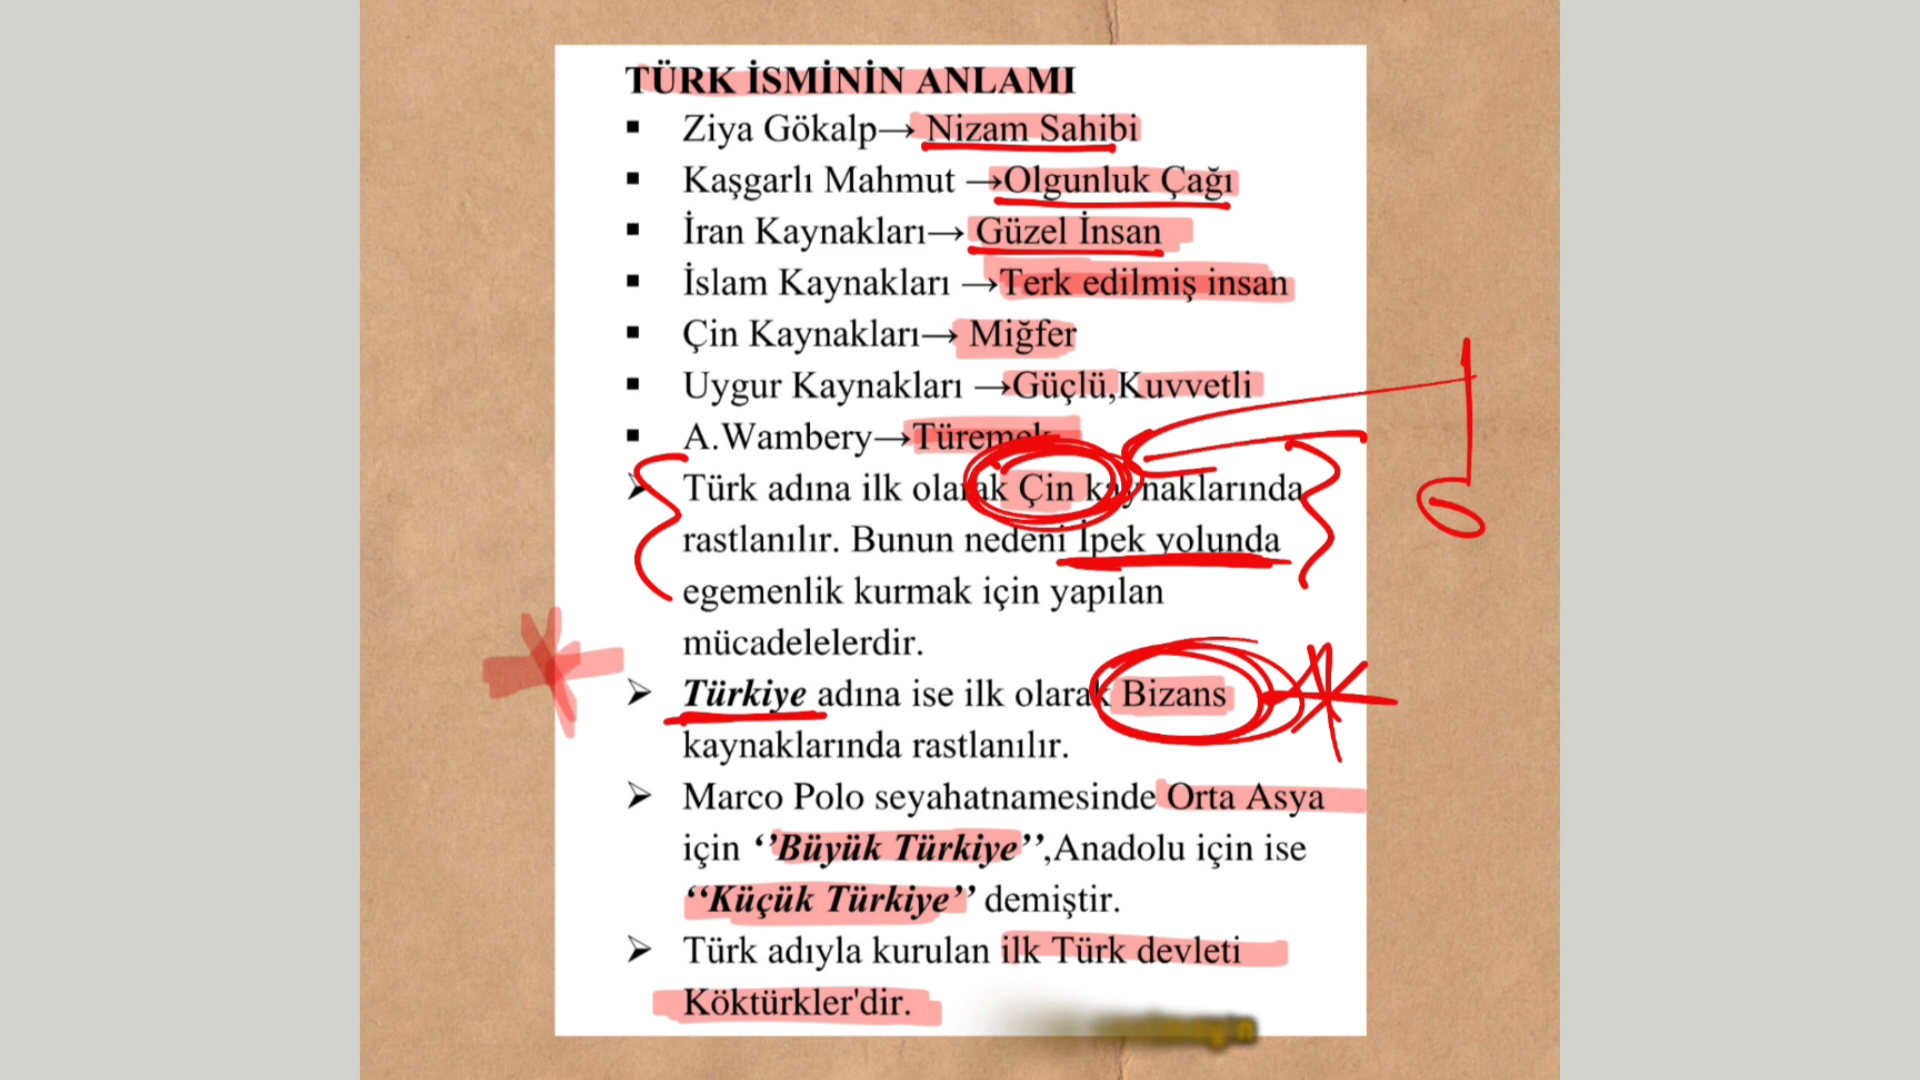 TÜRK İSMİNİN ANLAMI
▪ Ziya Gökalp→ Nizam Sahibi
▪ Kaşgarlı Mahmut →Olgunluk Çağı
▪ İran Kaynakları→ Güzel İnsan
▪ İslam Kaynakları →Terk edilmiş insan
▪ Çin Kaynakları→ Miğfer
▪ Uygur Kaynakları →Güçlü,Kuvvetli
▪ A.Wambery→Türemek
➢ Türk adına ilk olarak Çin kaynaklarında
rastlanılır. Bunun nedeni İpek yolunda
egemenlik kurmak için yapılan
mücadelelerdir.
➢ Türkiye adına ise ilk olarak Bizans
kaynaklarında rastlanılır.
➢ Marco Polo seyahatnamesinde Orta Asya
için ‘’Büyük Türkiye’’,Anadolu için ise
‘‘Küçük Türkiye’’ demiştir.
➢ Türk adıyla kurulan ilk Türk devleti
Köktürkler'dir.